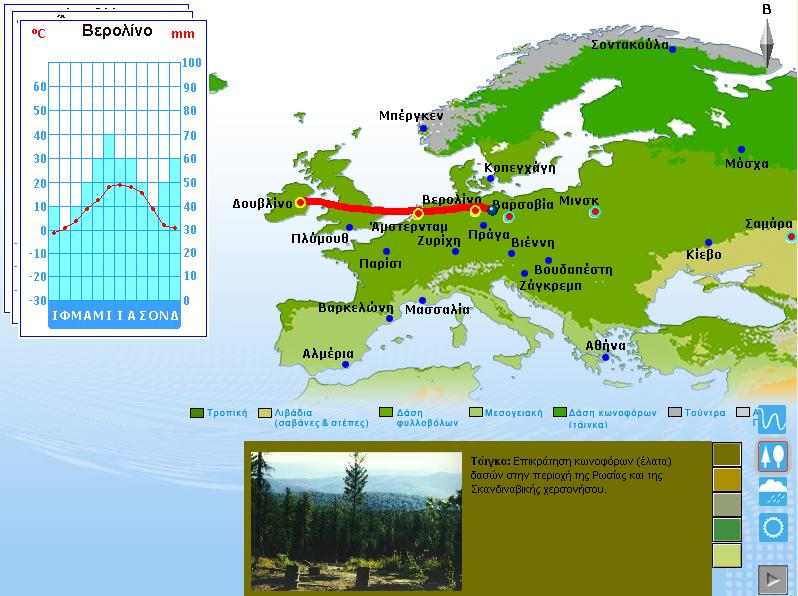 Βερολίνο
ºC
mm
60
50
40
30
20
10
0
-10
-20
-30
100
90
80
70
60
50
40
30
20
10
0
Ι Φ Μ Α Μ Ι Ι Α Σ Ο Ν Δ
Β
Σοντακούλα
Μπέργκεν
Μόσχα
Κοπεγχάγη
Δουβλίνο
Βερολίνο
Βαρσοβία
Μινσκ
Σαμάρα
Άμστερνταμ
Πλύμουθ
Ζυρίχη
Πράγα
Βιέννη
Κίεβο
Παρίσι
Βουδαπέστη
Ζάγκρεμπ
Βαρκελώνη
Μασσαλία
Αθήνα
Αλμέρια
Τροπική
Λιβάδια
(σαβάνες & στέπες)
Δάση
φυλλοβόλων
Μεσογειακή
Δάση κωνοφόρων
(τάινκα)
Τούντρα
Τάιγκα: Επικράτηση κωνοφόρων (έλατα)
δασών στην περιοχή της Ρωσίας και της
Σκανδιναβικής χερσονήσου.